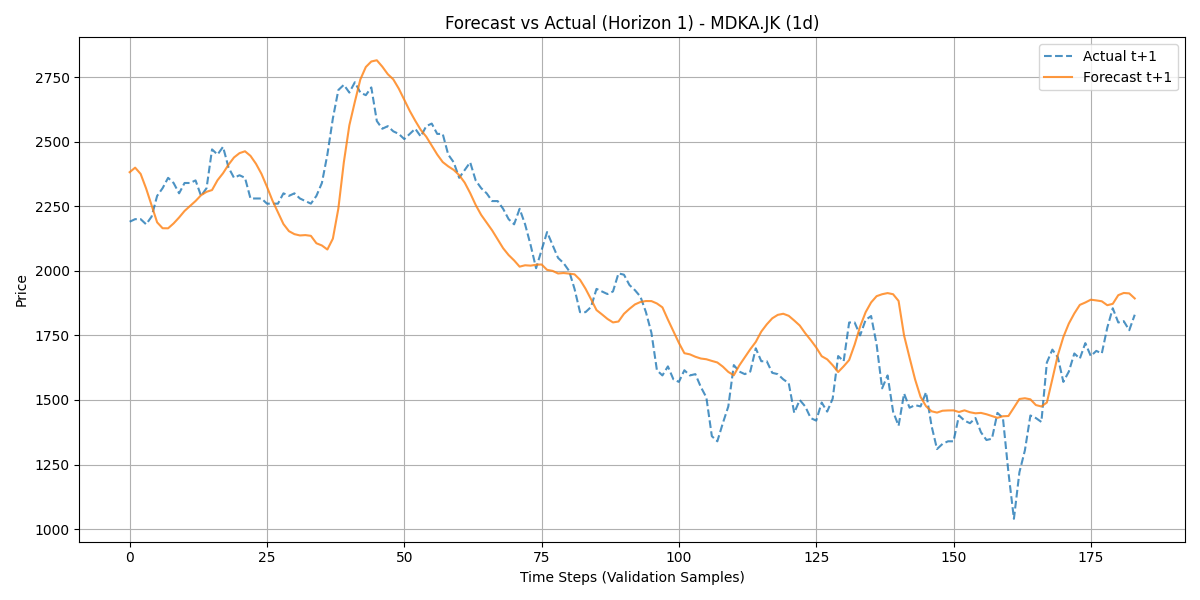 Forecast vs Actual (Horizon 1) - MDKA.JK (1d)
Actual t+1
Forecast t+1
Price
2750
2500
2250
2000
1750
1500
1250
1000
0 25 50 75 100 125 150 175
Time Steps (Validation Samples)